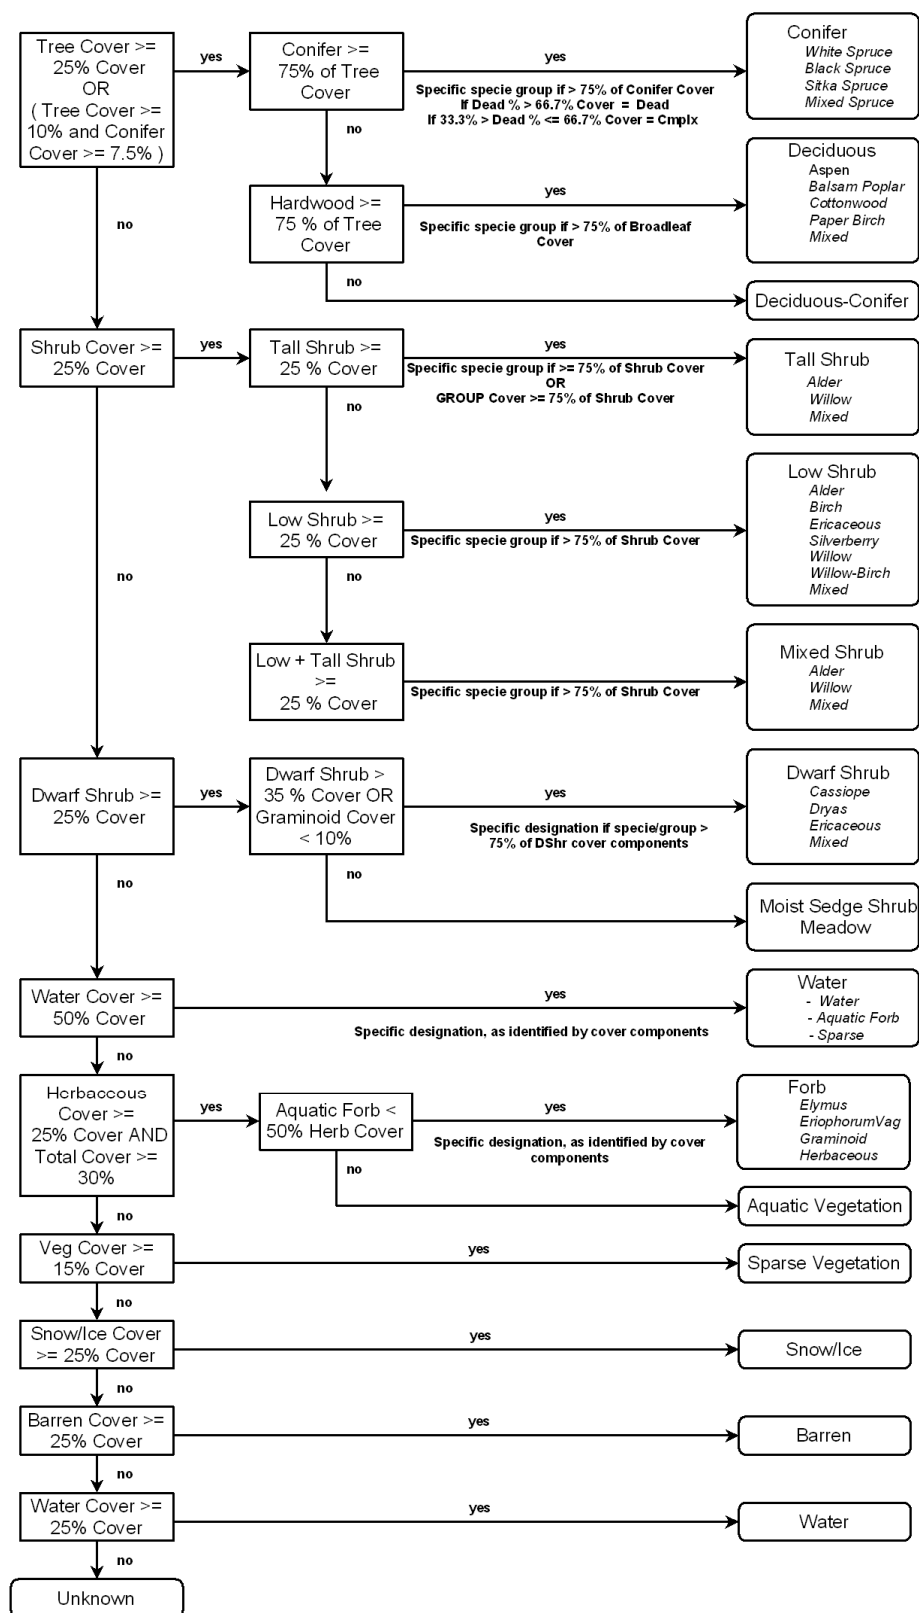 Tree Cover >=
25% Cover
OR
( Tree Cover >=
10% and Conifer
Cover >= 7.5% )
yes
Conifer >=
75% of Tree
Cover
yes
Specific specie group if > 75% of Conifer Cover
If Dead % > 66.7% Cover = Dead
If 33.3% > Dead % <= 66.7% Cover = Cmplx
Conifer
White Spruce
Black Spruce
Sitka Spruce
Mixed Spruce
no
no
Hardwood >=
75 % of Tree
Cover
yes
Specific specie group if > 75% of Broadleaf
Cover
Deciduous
Aspen
Balsam Poplar
Cottonwood
Paper Birch
Mixed
no
Deciduous-Conifer
Shrub Cover >=
25% Cover
yes
Tall Shrub >=
25 % Cover
yes
Specific specie group if >= 75% of Shrub Cover
OR
GROUP Cover >= 75% of Shrub Cover
Tall Shrub
Alder
Willow
Mixed
no
no
Low Shrub >=
25 % Cover
yes
Specific specie group if > 75% of Shrub Cover
Low Shrub
Alder
Birch
Ericaceous
Silverberry
Willow
Willow-Birch
Mixed
no
Low + Tall Shrub
>=
25 % Cover
yes
Specific specie group if > 75% of Shrub Cover
Mixed Shrub
Alder
Willow
Mixed
Dwarf Shrub >=
25% Cover
yes
Dwarf Shrub >
35 % Cover OR
Graminoid Cover
< 10%
yes
Specific designation if specie/group >
75% of DShr cover components
Dwarf Shrub
Cassiope
Dryas
Ericaceous
Mixed
no
no
Moist Sedge Shrub
Meadow
Water Cover >=
50% Cover
yes
Specific designation, as identified by cover components
Water
- Water
- Aquatic Forb
- Sparse
no
Herbaceous
Cover >=
25% Cover AND
Total Cover >=
30%
yes
Aquatic Forb <
50% Herb Cover
yes
Specific designation, as identified by cover
components
Forb
Elymus
EriophorumVag
Graminoid
Herbaceous
no
Aquatic Vegetation
no
Veg Cover >=
15% Cover
yes
Sparse Vegetation
no
Snow/Ice Cover
>= 25% Cover
yes
Snow/Ice
no
Barren Cover >=
25% Cover
yes
Barren
no
Water Cover >=
25% Cover
yes
Water
no
Unknown